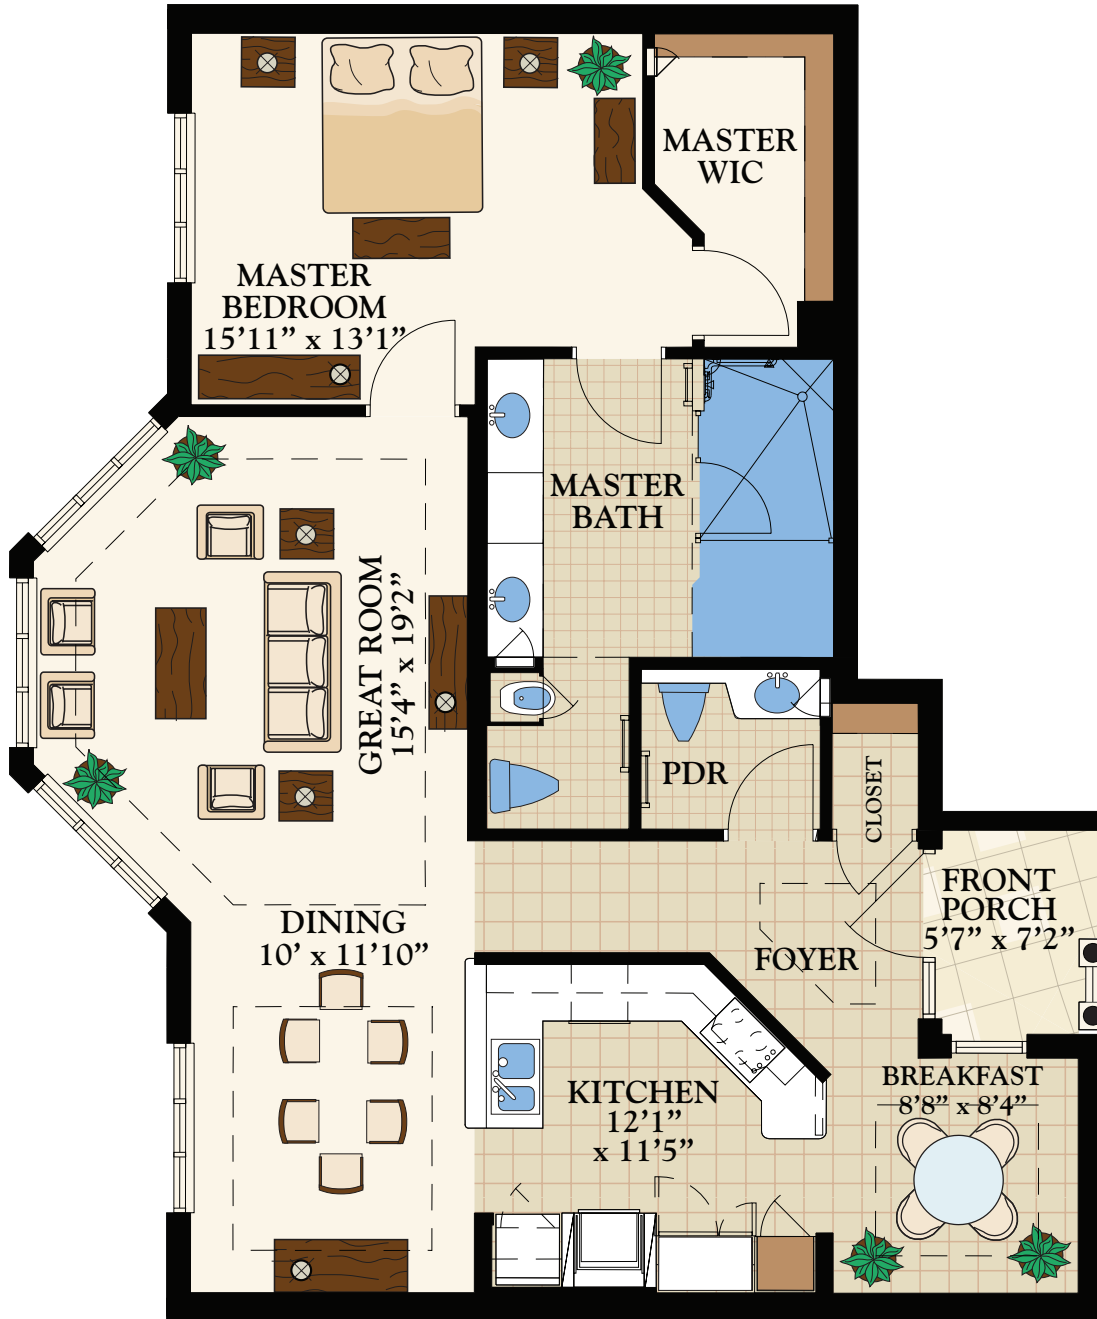 MASTER
WIC
MASTER
BEDROOM
15’11” x 13’1”
MASTER
BATH
GREAT ROOM
15’4” x 19’2”
PDR
CLOSET
FRONT
PORCH
5’7” x 7’2”
DINING
10’ x 11’10”
FOYER
KITCHEN
12’1”
x 11’5”
BREAKFAST
8’8” x 8’4”